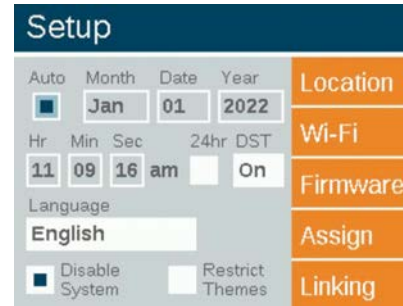 Setup
Auto Month Date Year
Jan 01 2022
Hr Min Sec 24hr DST
11 09 16 am On
Language
English
Disable System
Restrict Themes
Location
Wi-Fi
Firmware
Assign
Linking